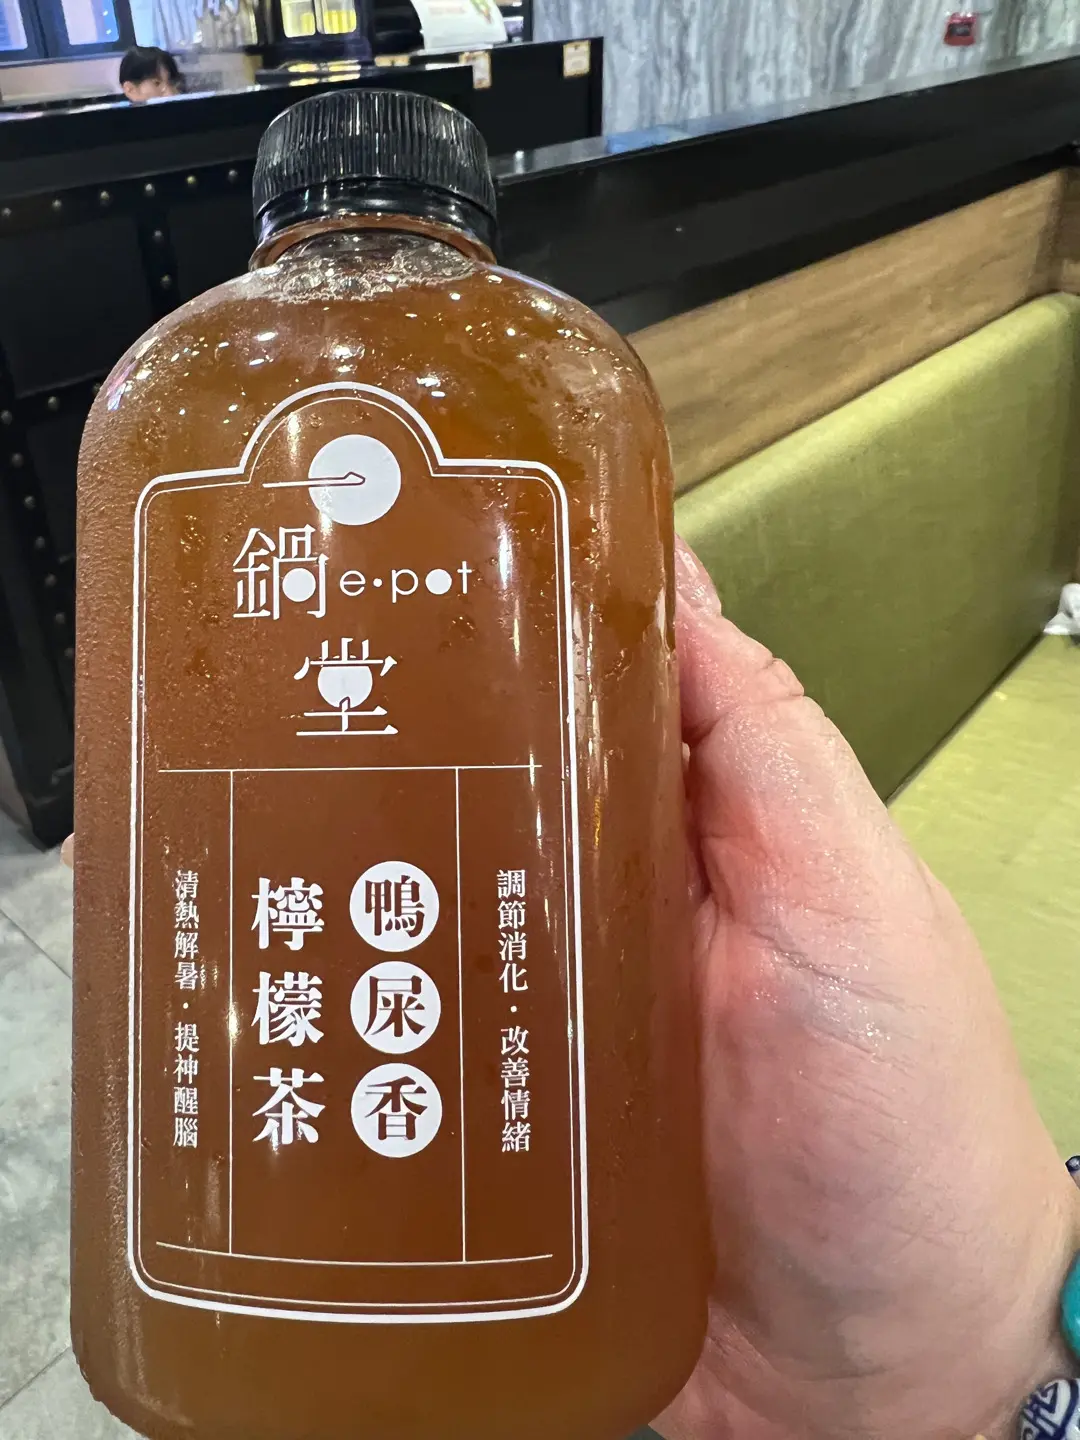 一
鍋 e·pot
堂
調節消化·改善情緒
鴨屎香
檸檬茶
清熱解暑·提神醒腦